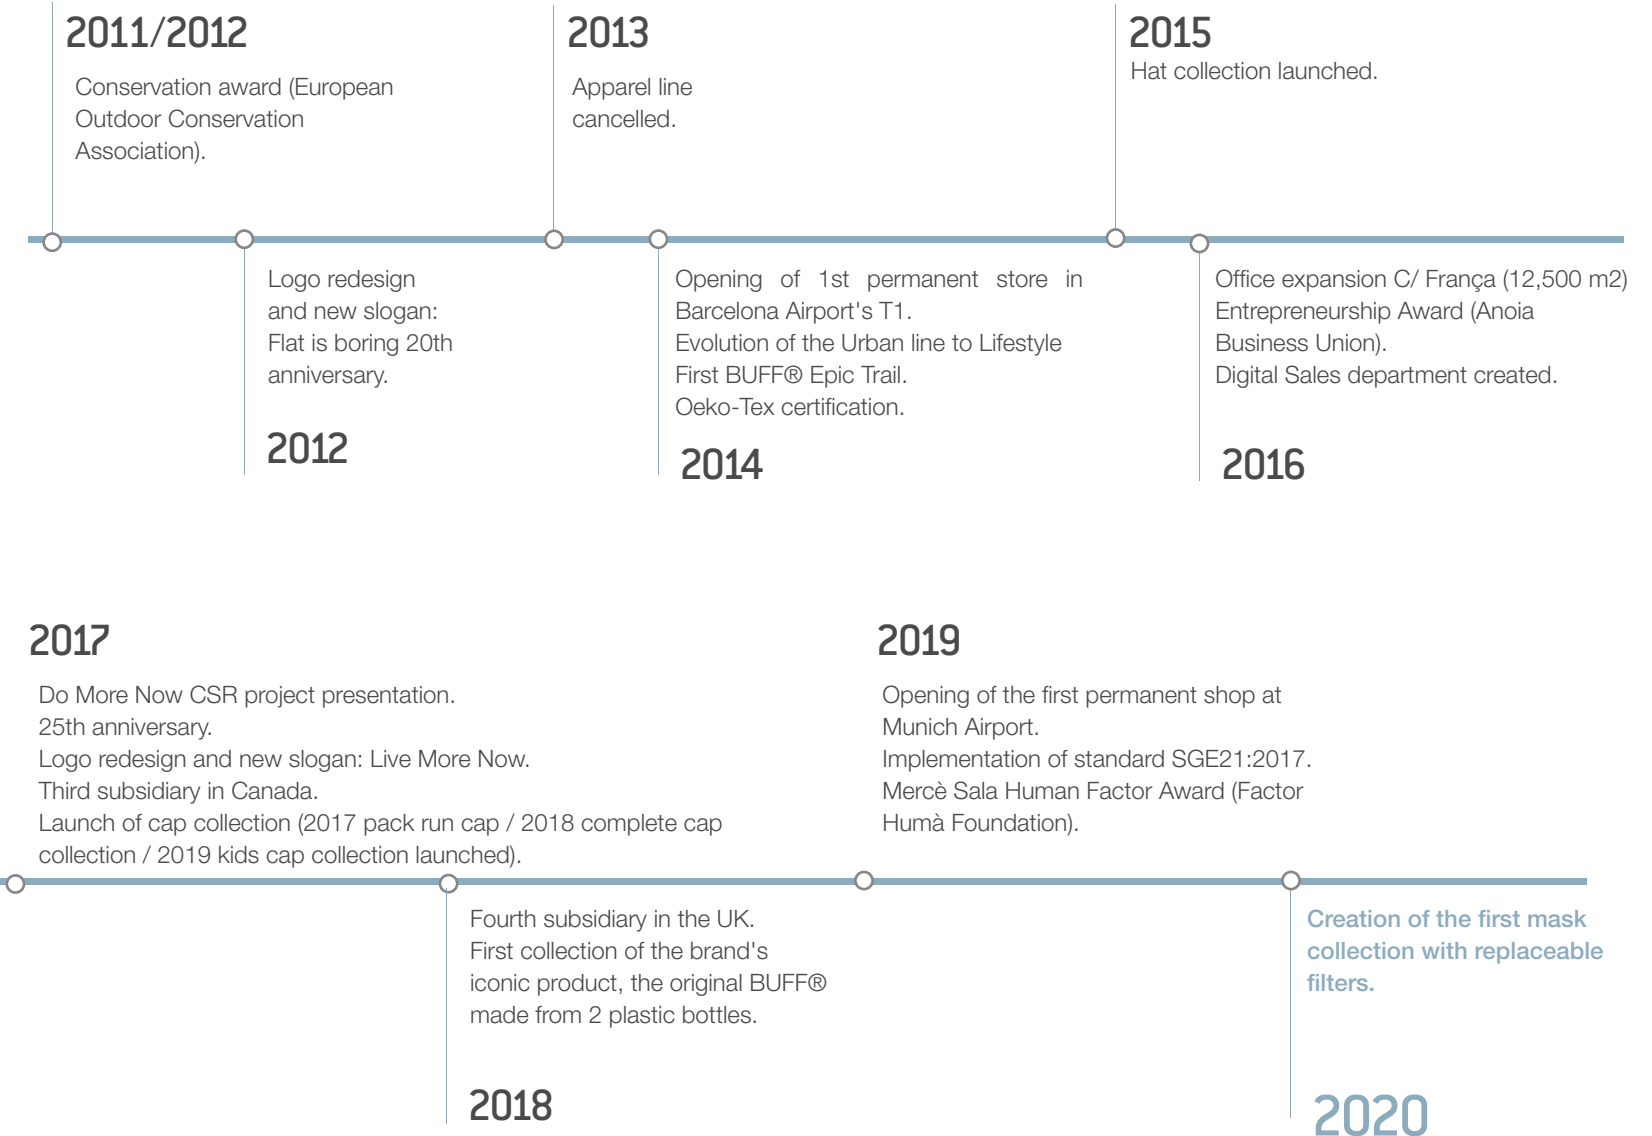 2011/2012
Conservation award (European
Outdoor Conservation
Association).
Logo redesign
and new slogan:
Flat is boring 20th
anniversary.
2012
2013
Apparel line
cancelled.
Opening of 1st permanent store in
Barcelona Airport's T1.
Evolution of the Urban line to Lifestyle
First BUFF® Epic Trail.
Oeko-Tex certification.
2014
2015
Hat collection launched.
Office expansion C/ França (12,500 m2)
Entrepreneurship Award (Anoia
Business Union).
Digital Sales department created.
2016
2017
Do More Now CSR project presentation.
25th anniversary.
Logo redesign and new slogan: Live More Now.
Third subsidiary in Canada.
Launch of cap collection (2017 pack run cap / 2018 complete cap
collection / 2019 kids cap collection launched).
Fourth subsidiary in the UK.
First collection of the brand's
iconic product, the original BUFF®
made from 2 plastic bottles.
2018
2019
Opening of the first permanent shop at
Munich Airport.
Implementation of standard SGE21:2017.
Mercè Sala Human Factor Award (Factor
Humà Foundation).
Creation of the first mask
collection with replaceable
filters.
2020